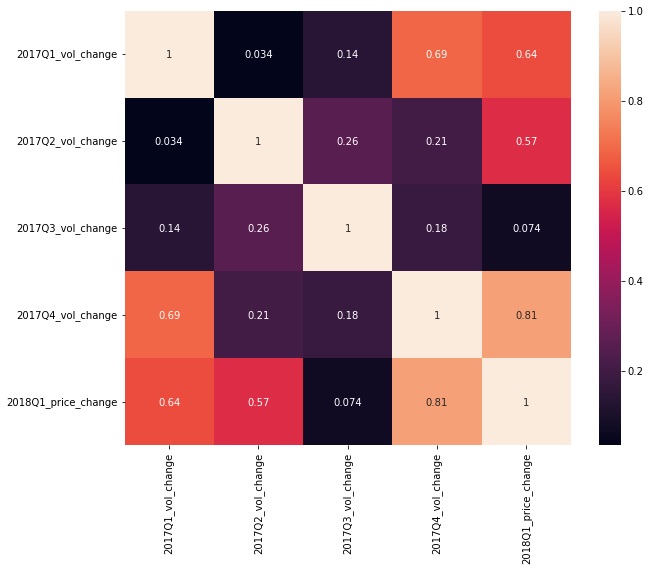 1.0
2017Q1_vol_change 1 0.034 0.14 0.69 0.64
0.8
2017Q2_vol_change 0.034 1 0.26 0.21 0.57
0.6
2017Q3_vol_change 0.14 0.26 1 0.18 0.074
0.4
2017Q4_vol_change 0.69 0.21 0.18 1 0.81
0.2
2018Q1_price_change 0.64 0.57 0.074 0.81 1
2017Q1_vol_change
2017Q2_vol_change
2017Q3_vol_change
2017Q4_vol_change
2018Q1_price_change